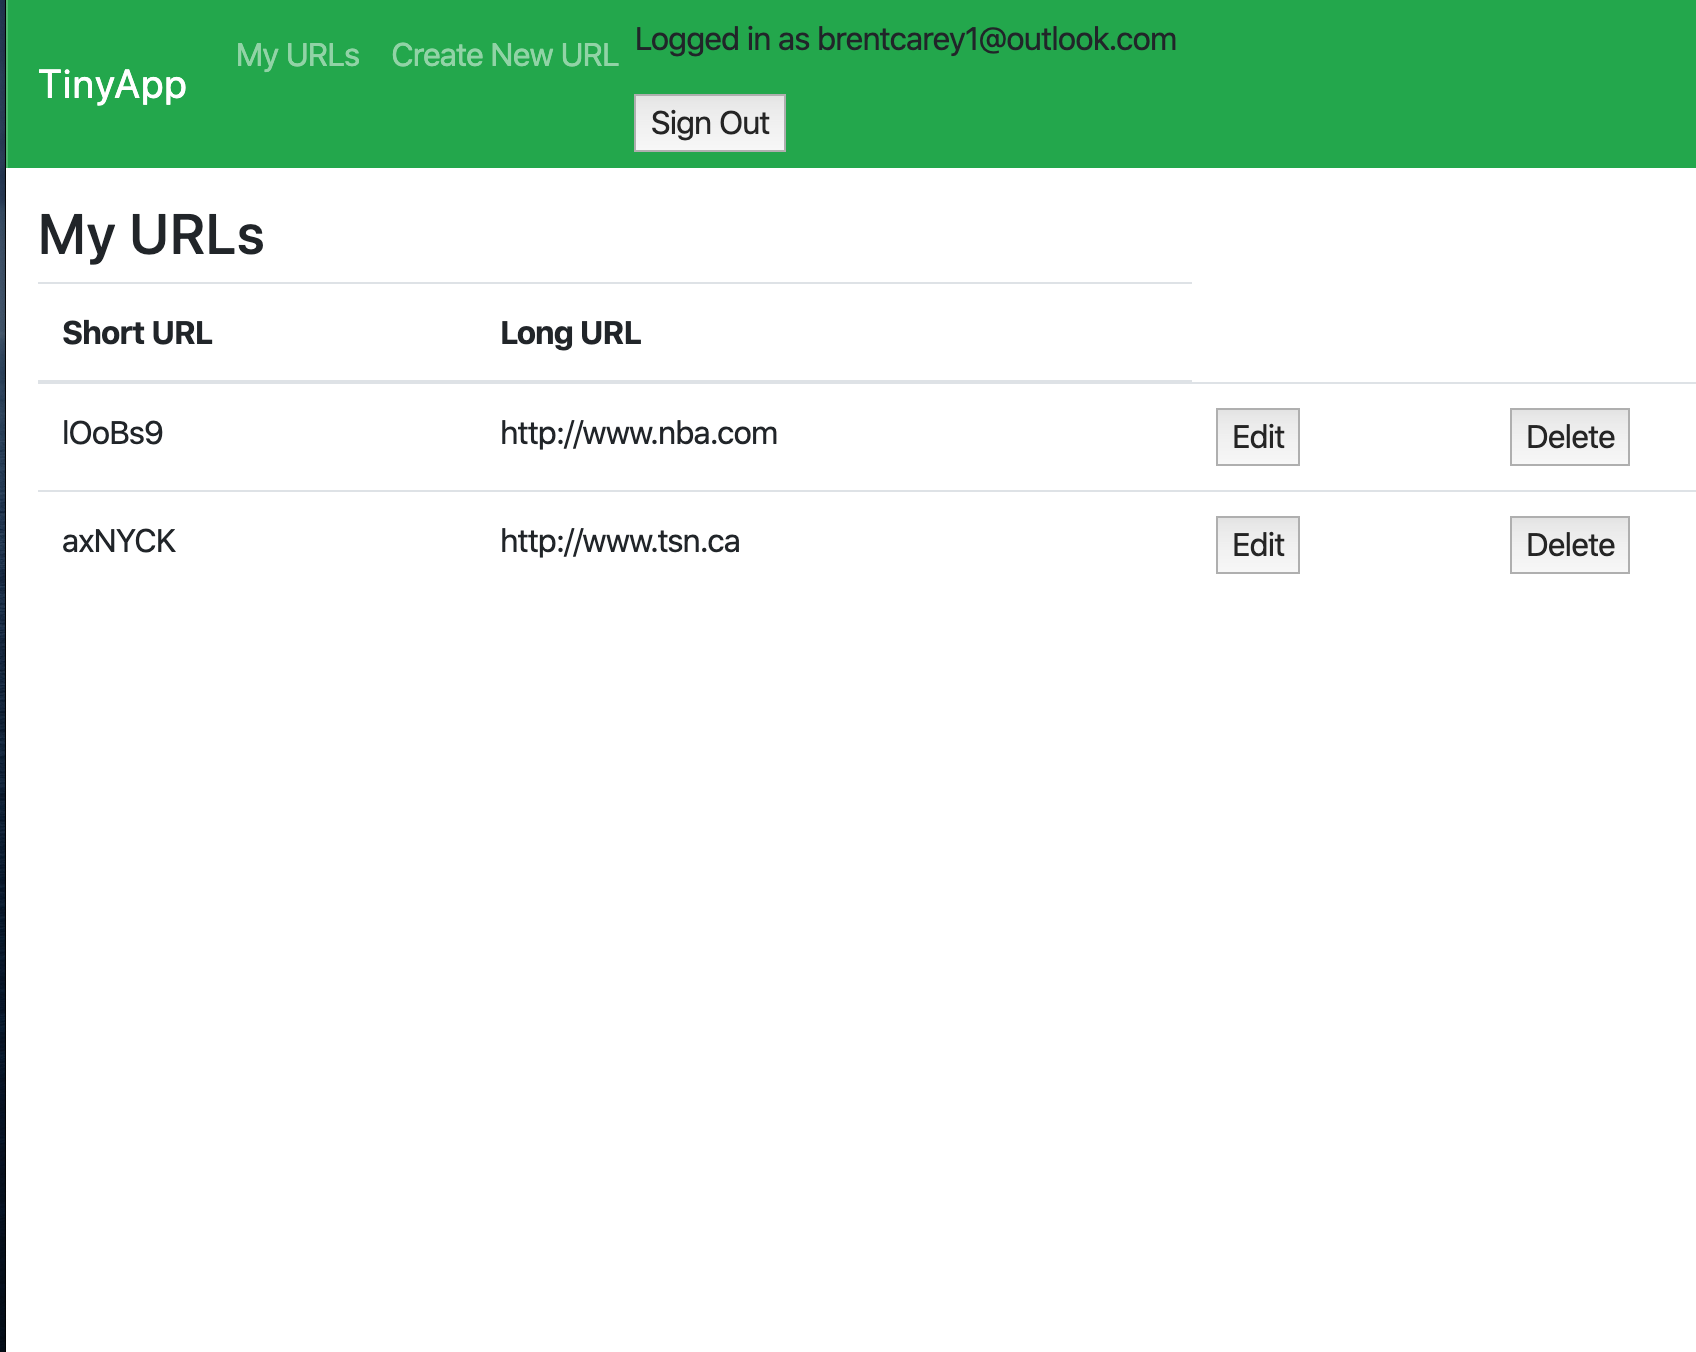 TinyApp My URLs Create New URL Logged in as brentcarey1@outlook.com
Sign Out
My URLs
Short URL Long URL
lOoBs9 http://www.nba.com Edit Delete
axNYCK http://www.tsn.ca Edit Delete